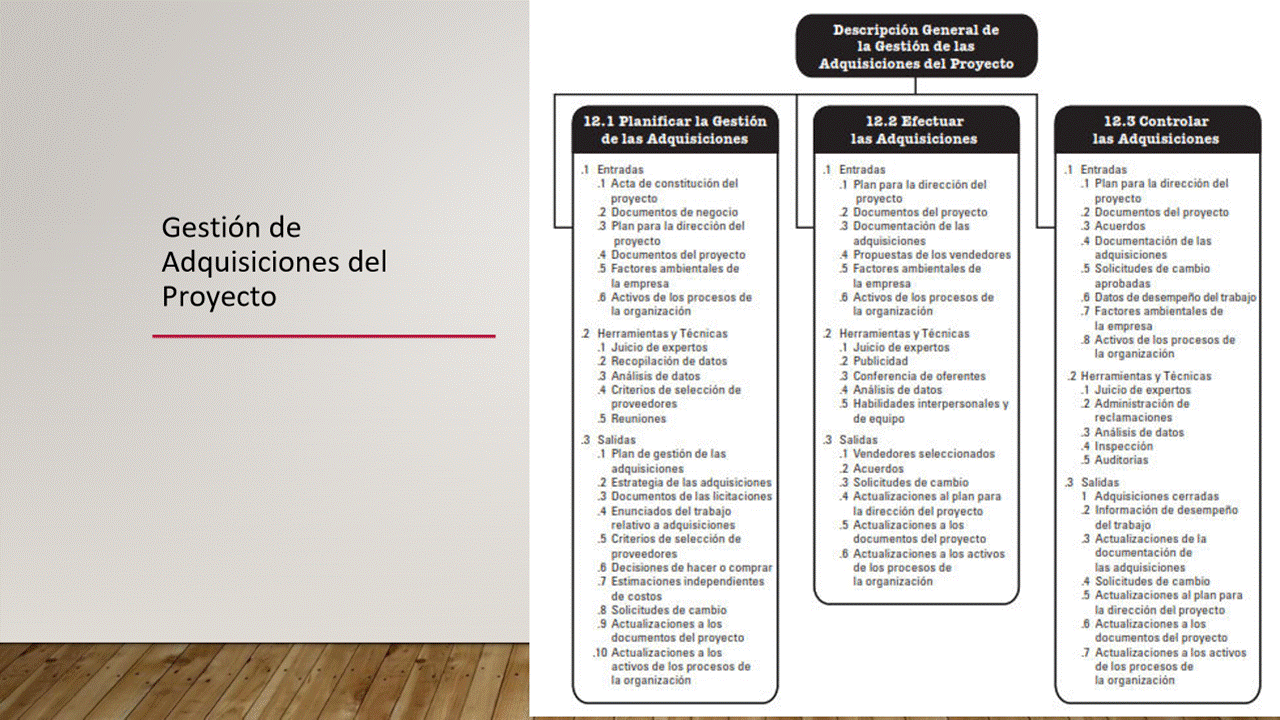 Gestión de
Adquisiciones del
Proyecto
Descripción General de
la Gestión de las
Adquisiciones del Proyecto
12.1 Planificar la Gestión
de las Adquisiciones
.1 Entradas
.1 Acta de constitución del
proyecto
.2 Documentos de negocio
.3 Plan para la dirección del
proyecto
.4 Documentos del proyecto
.5 Factores ambientales de
la empresa
.6 Activos de los procesos de
la organización
.2 Herramientas y Técnicas
.1 Juicio de expertos
.2 Recopilación de datos
.3 Análisis de datos
.4 Criterios de selección de
proveedores
.5 Reuniones
.3 Salidas
.1 Plan de gestión de las
adquisiciones
.2 Estrategia de las adquisiciones
.3 Documentos de las licitaciones
.4 Enunciados del trabajo
relativo a adquisiciones
.5 Criterios de selección de
proveedores
.6 Decisiones de hacer o comprar
.7 Estimaciones independientes
de costos
.8 Solicitudes de cambio
.9 Actualizaciones a los
documentos del proyecto
.10 Actualizaciones a los
activos de los procesos de
la organización
12.2 Efectuar
las Adquisiciones
.1 Entradas
.1 Plan para la dirección del
proyecto
.2 Documentos del proyecto
.3 Documentación de las
adquisiciones
.4 Propuestas de los vendedores
.5 Factores ambientales de
la empresa
.6 Activos de los procesos de
la organización
.2 Herramientas y Técnicas
.1 Juicio de expertos
.2 Publicidad
.3 Conferencia de oferentes
.4 Análisis de datos
.5 Habilidades interpersonales y
de equipo
.3 Salidas
.1 Vendedores seleccionados
.2 Acuerdos
.3 Solicitudes de cambio
.4 Actualizaciones al plan para
la dirección del proyecto
.5 Actualizaciones a los
documentos del proyecto
.6 Actualizaciones a los activos
de los procesos de
la organización
12.3 Controlar
las Adquisiciones
.1 Entradas
.1 Plan para la dirección del
proyecto
.2 Documentos del proyecto
.3 Acuerdos
.4 Documentación de las
adquisiciones
.5 Solicitudes de cambio
aprobadas
.6 Datos de desempeño del trabajo
.7 Factores ambientales de
la empresa
.8 Activos de los procesos de
la organización
.2 Herramientas y Técnicas
.1 Juicio de expertos
.2 Administración de
reclamaciones
.3 Análisis de datos
.4 Inspección
.5 Auditorías
.3 Salidas
1 Adquisiciones cerradas
.2 Información de desempeño
del trabajo
.3 Actualizaciones de la
documentación de
las adquisiciones
.4 Solicitudes de cambio
.5 Actualizaciones al plan para
la dirección del proyecto
.6 Actualizaciones a los
documentos del proyecto
.7 Actualizaciones a los activos
de los procesos de
la organización